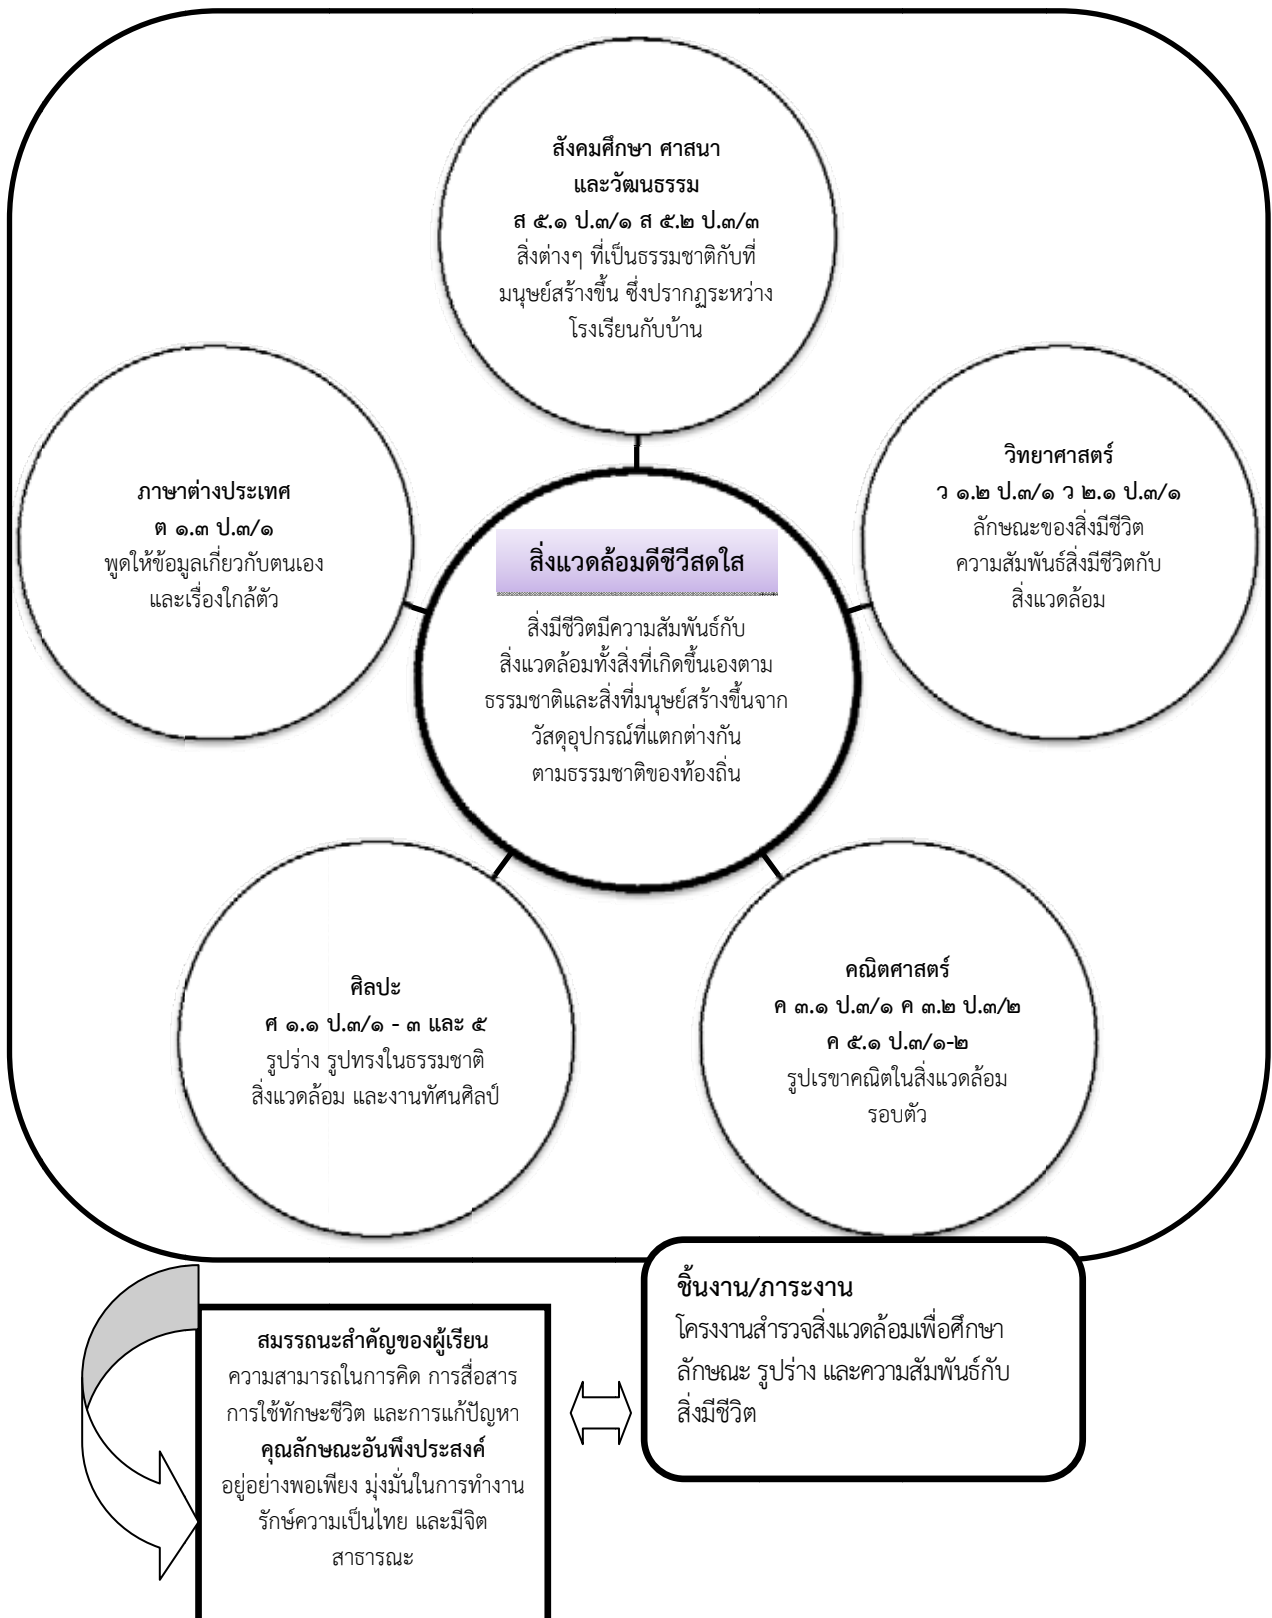 สังคมศึกษา ศาสนา
และวัฒนธรรม
ส ๕.๑ ป.๓/๑ ส ๕.๒ ป.๓/๓
สิ่งต่างๆ ที่เป็นธรรมชาติกับที่
มนุษย์สร้างขึ้น ซึ่งปรากฏระหว่าง
โรงเรียนกับบ้าน
ภาษาต่างประเทศ
ต ๑.๓ ป.๓/๑
พูดให้ข้อมูลเกี่ยวกับตนเอง
และเรื่องใกล้ตัว
วิทยาศาสตร์
ว ๑.๒ ป.๓/๑ ว ๒.๑ ป.๓/๑
ลักษณะของสิ่งมีชีวิต
ความสัมพันธ์สิ่งมีชีวิตกับ
สิ่งแวดล้อม
สิ่งแวดล้อมดีชีวีสดใส
สิ่งมีชีวิตมีความสัมพันธ์กับ
สิ่งแวดล้อมทั้งสิ่งที่เกิดขึ้นเองตาม
ธรรมชาติและสิ่งที่มนุษย์สร้างขึ้นจาก
วัสดุอุปกรณ์ที่แตกต่างกัน
ตามธรรมชาติของท้องถิ่น
ศิลปะ
ศ ๑.๑ ป.๓/๑ - ๓ และ ๕
รูปร่าง รูปทรงในธรรมชาติ
สิ่งแวดล้อม และงานทัศนศิลป์
คณิตศาสตร์
ค ๓.๑ ป.๓/๑ ค ๓.๒ ป.๓/๒
ค ๕.๑ ป.๓/๑-๒
รูปเรขาคณิตในสิ่งแวดล้อม
รอบตัว
ชิ้นงาน/ภาระงาน
โครงงานสำรวจสิ่งแวดล้อมเพื่อศึกษา
ลักษณะ รูปร่าง และความสัมพันธ์กับ
สิ่งมีชีวิต
สมรรถนะสำคัญของผู้เรียน
ความสามารถในการคิด การสื่อสาร
การใช้ทักษะชีวิต และการแก้ปัญหา
คุณลักษณะอันพึงประสงค์
อยู่อย่างพอเพียง มุ่งมั่นในการทำงาน
รักษ์ความเป็นไทย และมีจิต
สาธารณะ